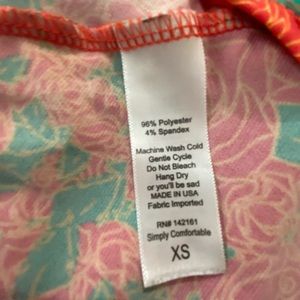 96% Polyester
4% Spandex
Machine Wash Cold
Gentle Cycle
Do Not Bleach
Hang Dry
or you'll be sad
MADE IN USA
Fabric Imported
RN# 142161
Simply Comfortable
XS